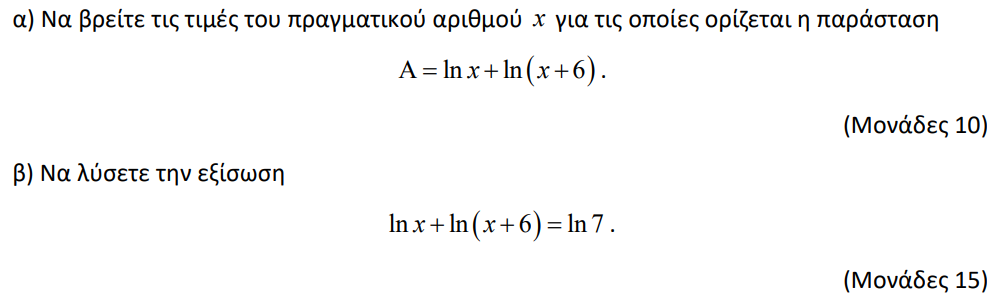 α) Να βρείτε τις τιμές του πραγματικού αριθμού x για τις οποίες ορίζεται η παράσταση
Α = ln x + ln(x + 6).
(Μονάδες 10)
β) Να λύσετε την εξίσωση
ln x + ln(x + 6) = ln 7.
(Μονάδες 15)